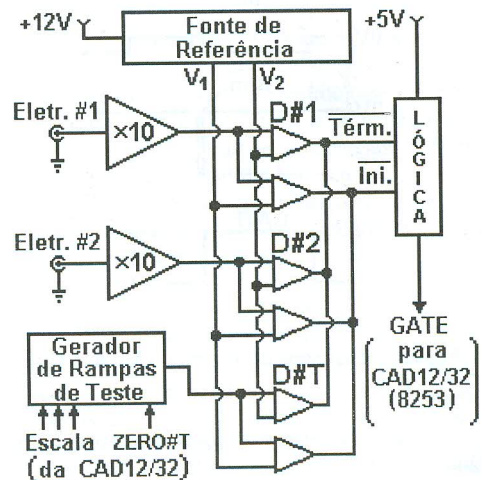 +12V
Fonte de
Referência
+5V
V1
V2
Eletr. #1
×10
D#1
Térm.
Ini.
LÓGICA
Eletr. #2
×10
D#2
Gerador
de Rampas
de Teste
D#T
GATE
para
CAD12/32
(8253)
Escala ZERO#T
(da CAD12/32)